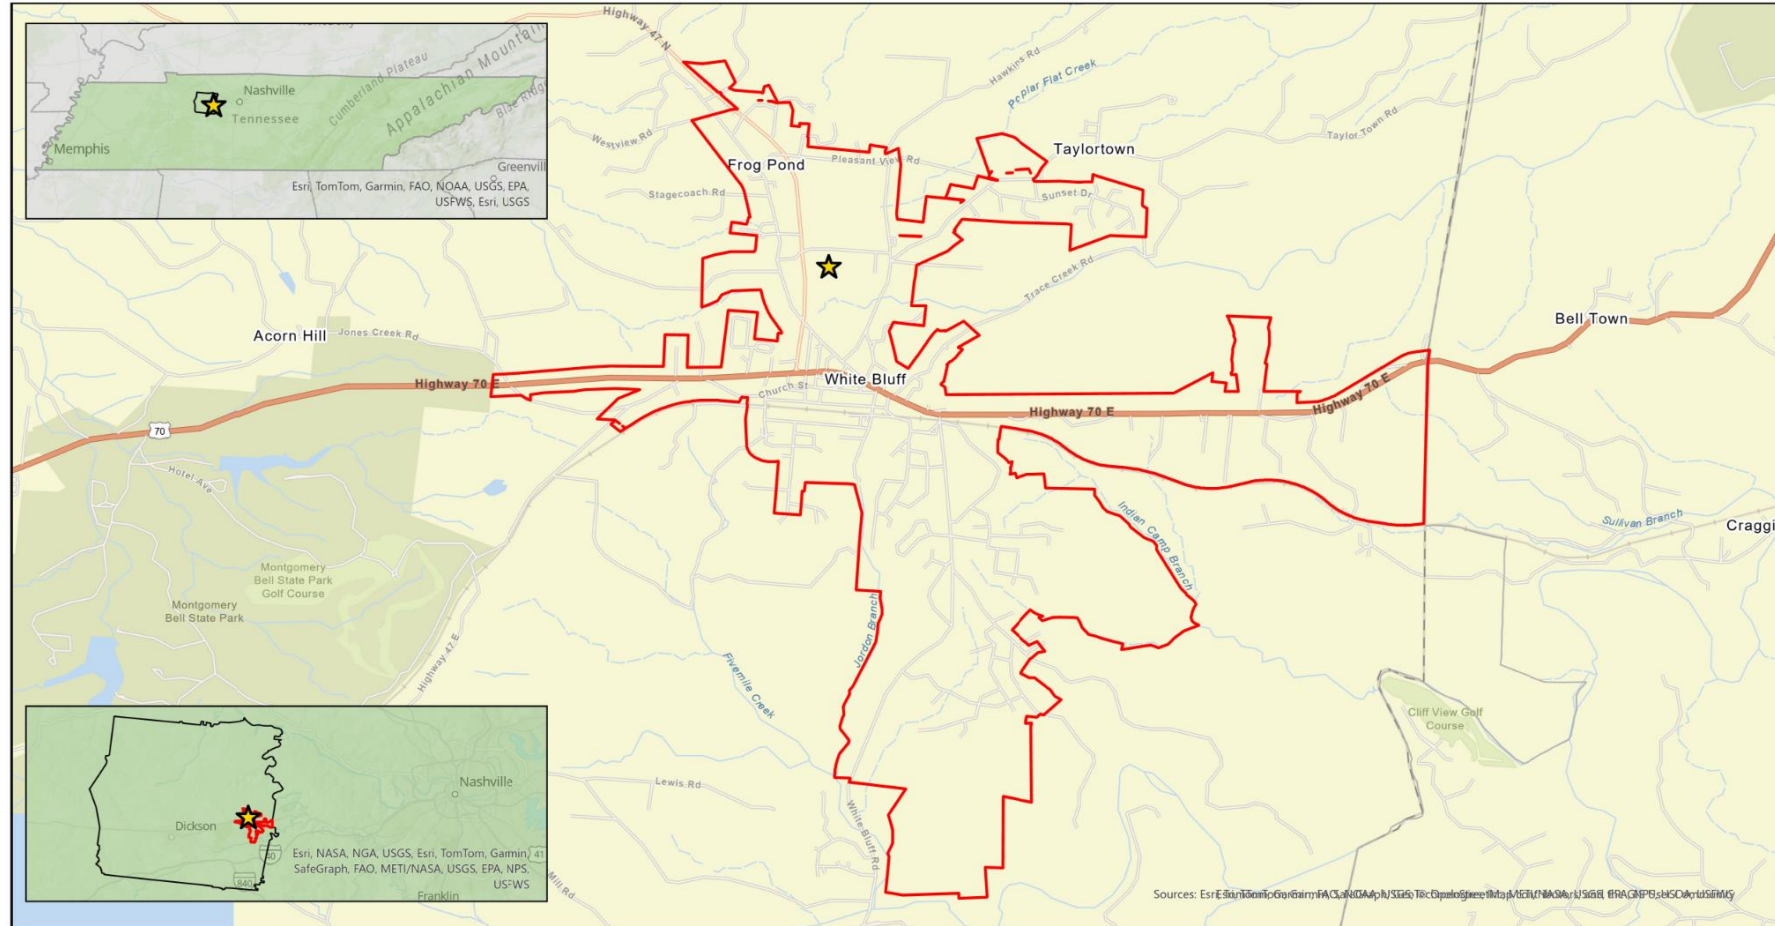 Kentucky
Cumberland Plateau
Appalachian Mountain
Blue Ridge
Nashville
Tennessee
Memphis
Greenvill
Esri, TomTom, Garmin, FAO, NOAA, USGS, EPA,
USFWS, Esri, USGS
Highway 47 N
Hawkins Rd
Poplar Flat Creek
Westview Rd
Taylor Town Rd
Taylortown
Pleasant View Rd
Frog Pond
Stagecoach Rd
Sunset Dr
Trace Creek Rd
Bell Town
Acorn Hill
Jones Creek Rd
Highway 70 E
White Bluff
Church St
Highway 70 E
Highway 70 E
70
Hotel Ave
Indian Camp Branch
Sullivan Branch
Craggi
Montgomery
Bell State Park
Golf Course
Montgomery
Bell State Park
Jordon Branch
Highway 47 E
Fivemile Creek
Cliff View Golf
Course
Lewis Rd
White Bluff Rd
Mill Rd
Nashville
Dickson
40
840
41
Franklin
Esri, NASA, NGA, USGS, Esri, TomTom, Garmin,
SafeGraph, FAO, METI/NASA, USGS, EPA, NPS,
USFWS
Sources: Esri